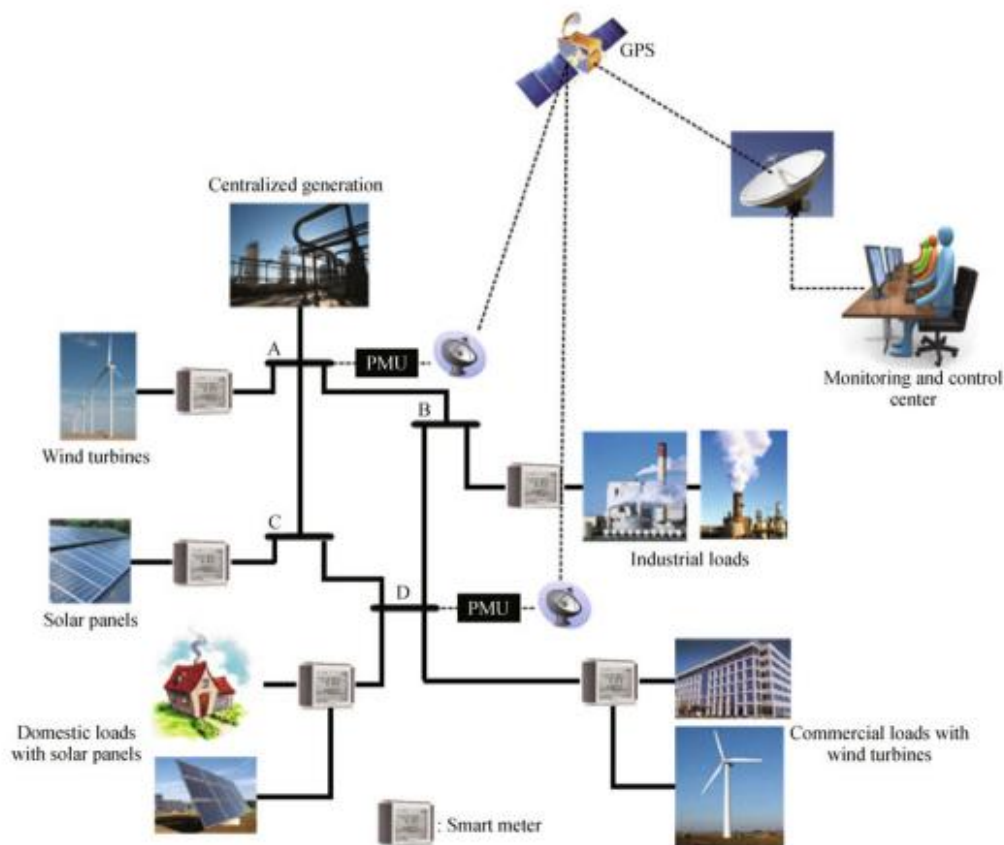 GPS
Centralized generation
A
PMU
B
Wind turbines
Monitoring and control
center
C
Industrial loads
Solar panels
D
PMU
Domestic loads
with solar panels
Commercial loads with
wind turbines
: Smart meter